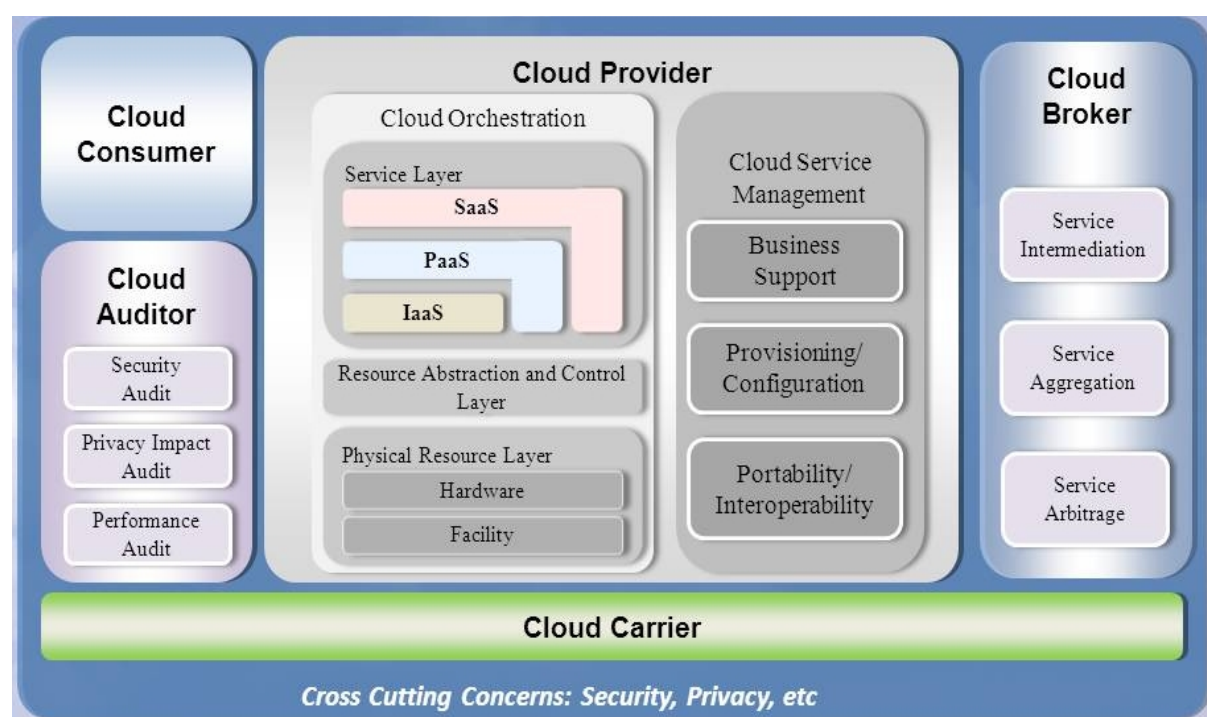 Cloud
Consumer
Cloud
Auditor
Security
Audit
Privacy Impact
Audit
Performance
Audit
Cloud Provider
Cloud Orchestration
Service Layer
SaaS
PaaS
IaaS
Resource Abstraction and Control
Layer
Physical Resource Layer
Hardware
Facility
Cloud Service
Management
Business
Support
Provisioning/
Configuration
Portability/
Interoperability
Cloud
Broker
Service
Intermediation
Service
Aggregation
Service
Arbitrage
Cloud Carrier
Cross Cutting Concerns: Security, Privacy, etc